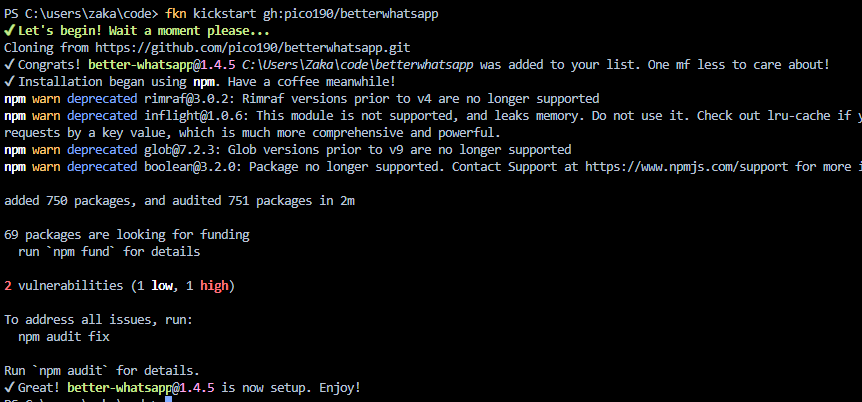 PS C:\users\zaka\code> fkn kickstart gh:pico190/betterwhatsapp
✓Let's begin! Wait a moment please...
Cloning from https://github.com/pico190/betterwhatsapp.git
✓Congrats! better-whatsapp@1.4.5 C:\Users\Zaka\code\betterwhatsapp was added to your list. One mf less to care about!
✓Installation began using npm. Have a coffee meanwhile!
npm warn deprecated rimraf@3.0.2: Rimraf versions prior to v4 are no longer supported
npm warn deprecated inflight@1.0.6: This module is not supported, and leaks memory. Do not use it. Check out lru-cache if y
requests by a key value, which is much more comprehensive and powerful.
npm warn deprecated glob@7.2.3: Glob versions prior to v9 are no longer supported
npm warn deprecated boolean@3.2.0: Package no longer supported. Contact Support at https://www.npmjs.com/support for more i
added 750 packages, and audited 751 packages in 2m
69 packages are looking for funding
run `npm fund` for details
2 vulnerabilities (1 low, 1 high)
To address all issues, run:
npm audit fix
Run `npm audit` for details.
✓Great! better-whatsapp@1.4.5 is now setup. Enjoy!
PS C:\users\zaka\code>